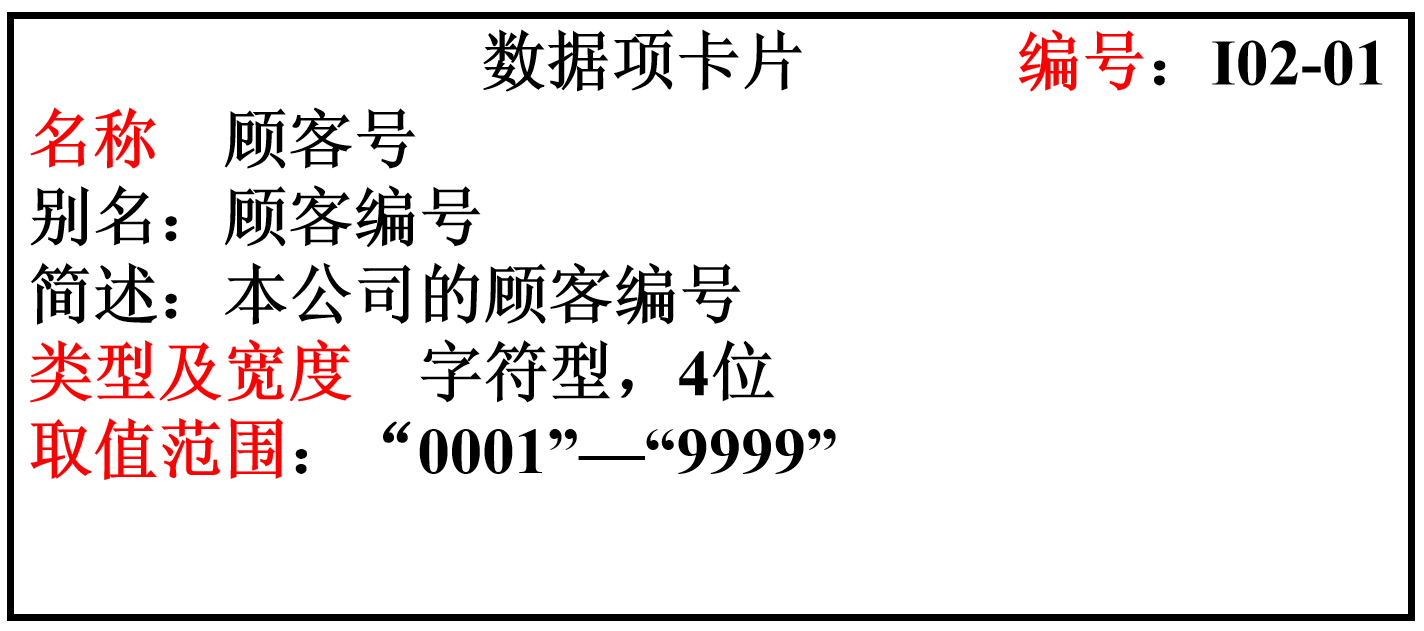 数据项卡片 编号：I02-01
名称 顾客号
别名：顾客编号
简述：本公司的顾客编号
类型及宽度 字符型，4位
取值范围：“0001”—“9999”